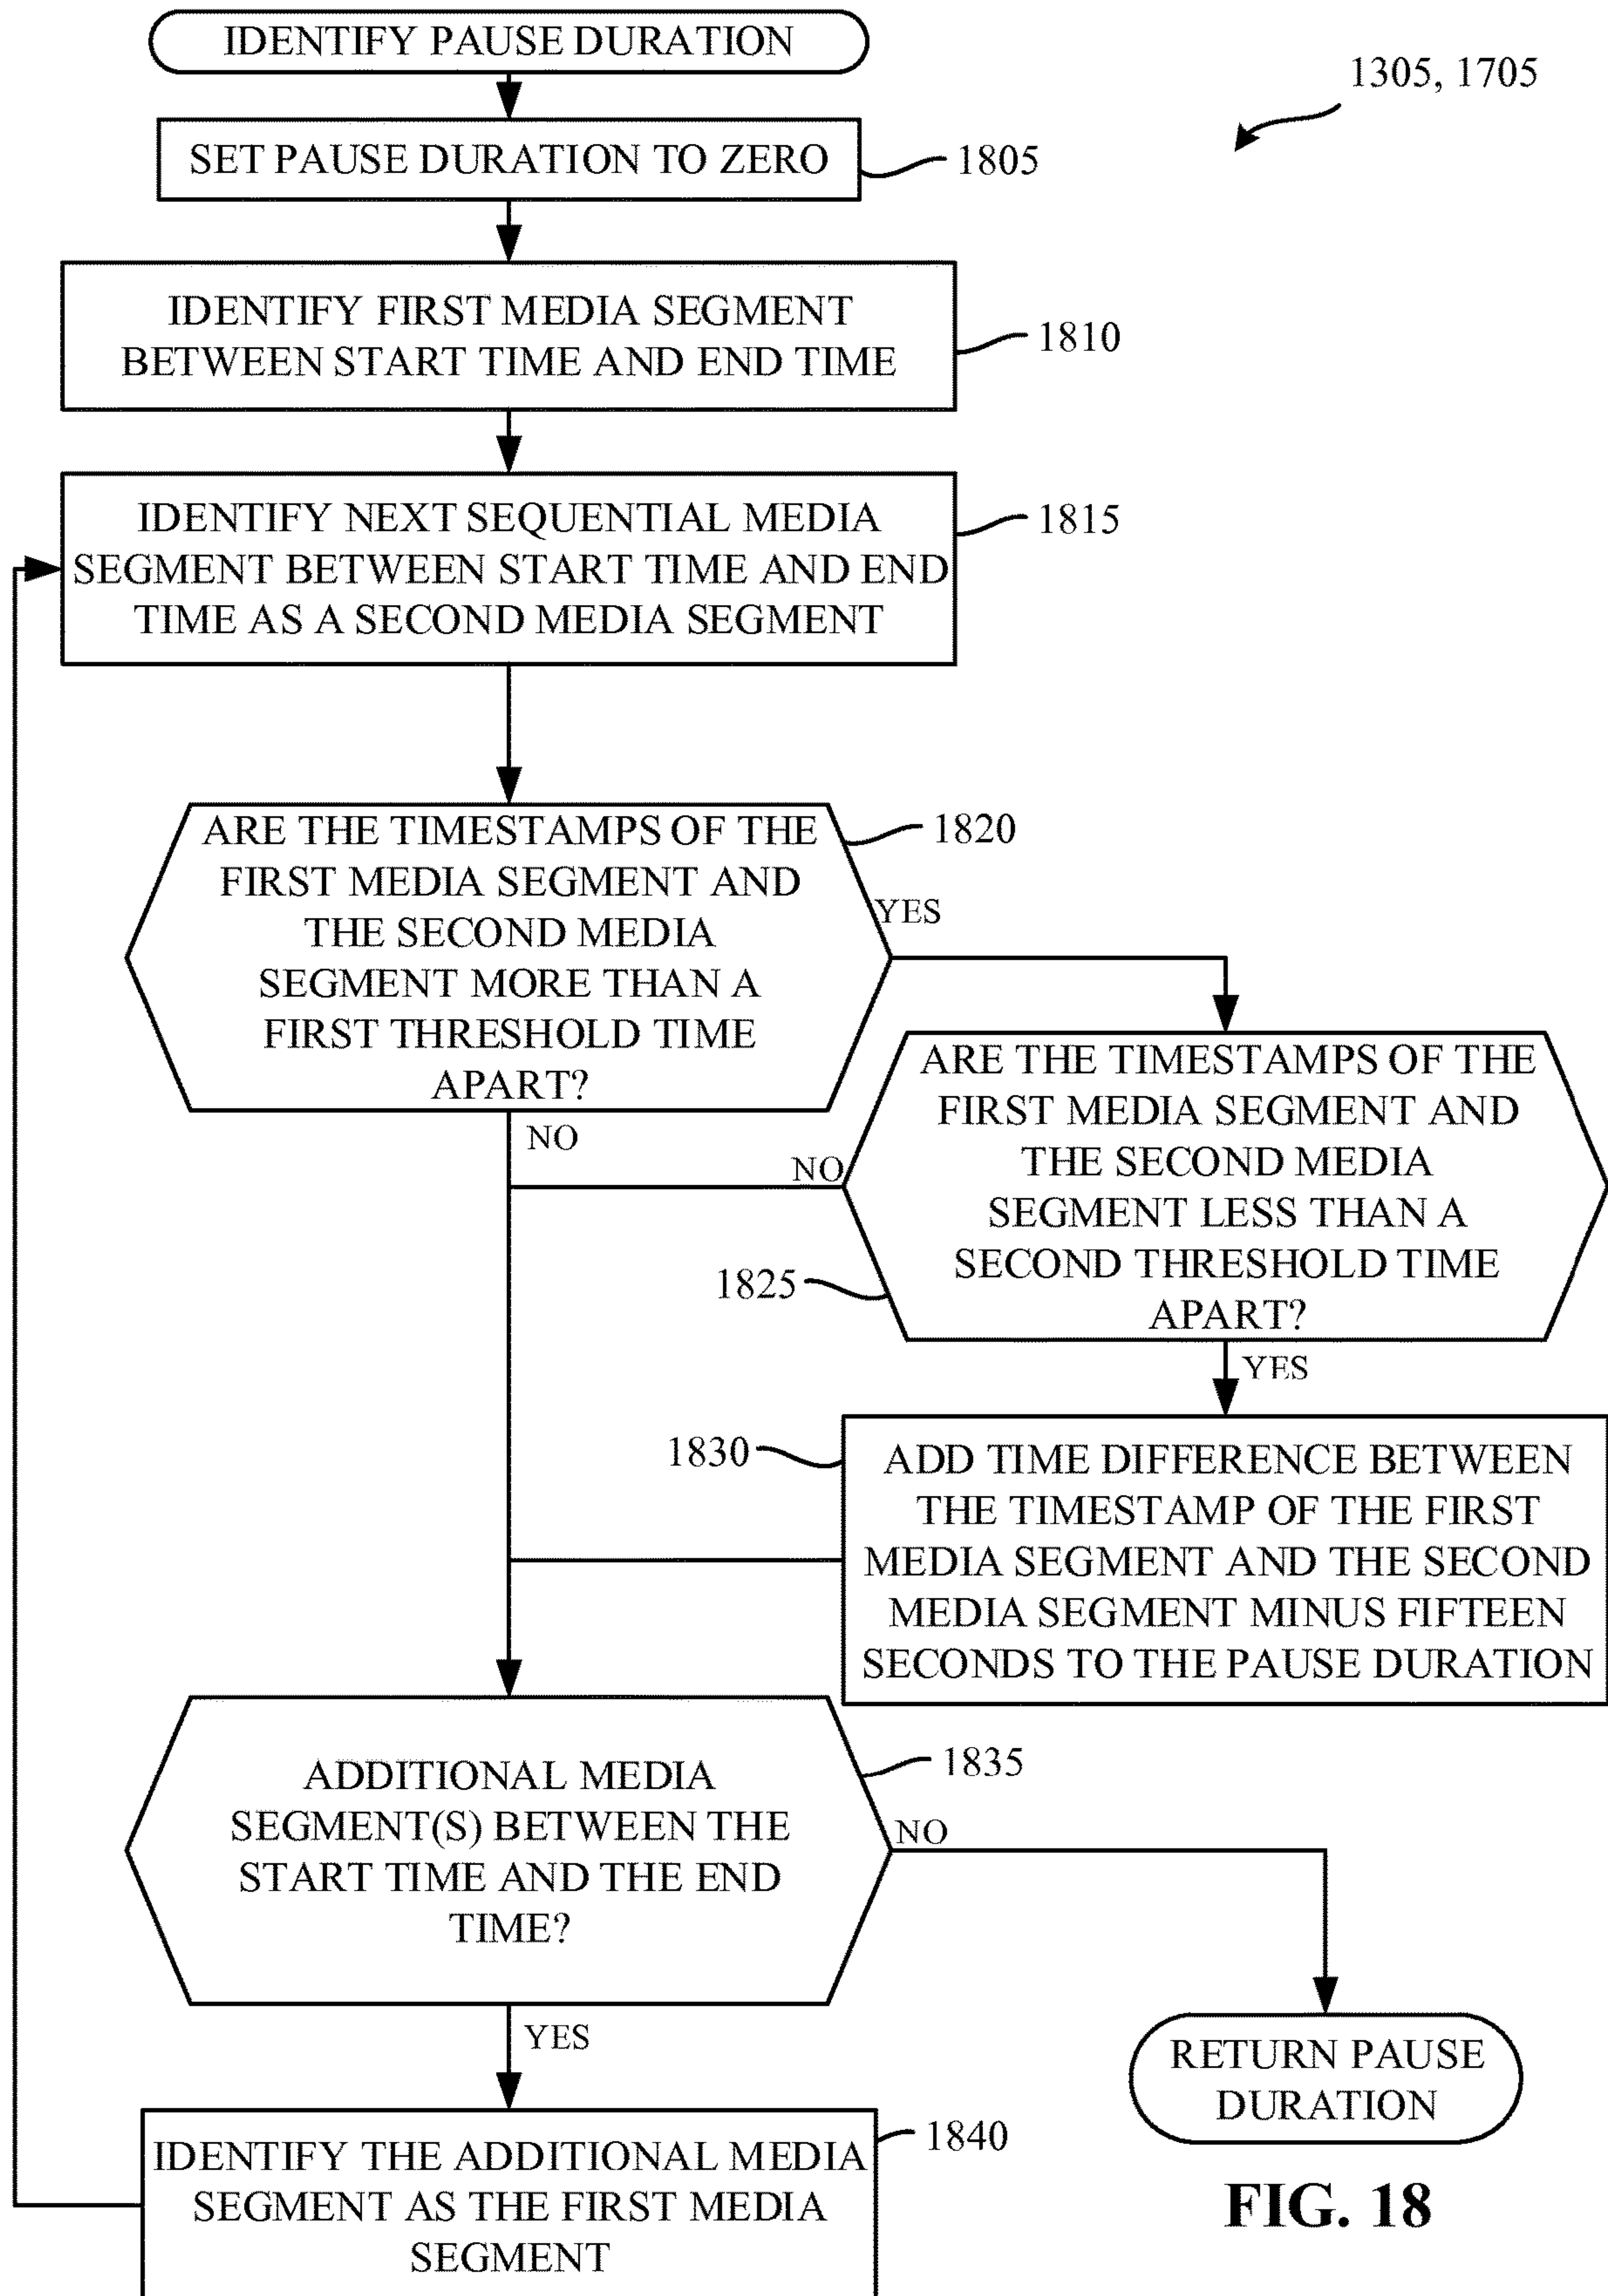 IDENTIFY PAUSE DURATION
1305, 1705
SET PAUSE DURATION TO ZERO
1805
IDENTIFY FIRST MEDIA SEGMENT
BETWEEN START TIME AND END TIME
1810
IDENTIFY NEXT SEQUENTIAL MEDIA
SEGMENT BETWEEN START TIME AND END
TIME AS A SECOND MEDIA SEGMENT
1815
ARE THE TIMESTAMPS OF THE
FIRST MEDIA SEGMENT AND
THE SECOND MEDIA
SEGMENT MORE THAN A
FIRST THRESHOLD TIME
APART?
1820
YES
NO
ARE THE TIMESTAMPS OF THE
FIRST MEDIA SEGMENT AND
THE SECOND MEDIA
SEGMENT LESS THAN A
SECOND THRESHOLD TIME
APART?
NO
1825
YES
1830
ADD TIME DIFFERENCE BETWEEN
THE TIMESTAMP OF THE FIRST
MEDIA SEGMENT AND THE SECOND
MEDIA SEGMENT MINUS FIFTEEN
SECONDS TO THE PAUSE DURATION
ADDITIONAL MEDIA
SEGMENT(S) BETWEEN THE
START TIME AND THE END
TIME?
1835
NO
YES
RETURN PAUSE
DURATION
IDENTIFY THE ADDITIONAL MEDIA
SEGMENT AS THE FIRST MEDIA
SEGMENT
1840
FIG. 18